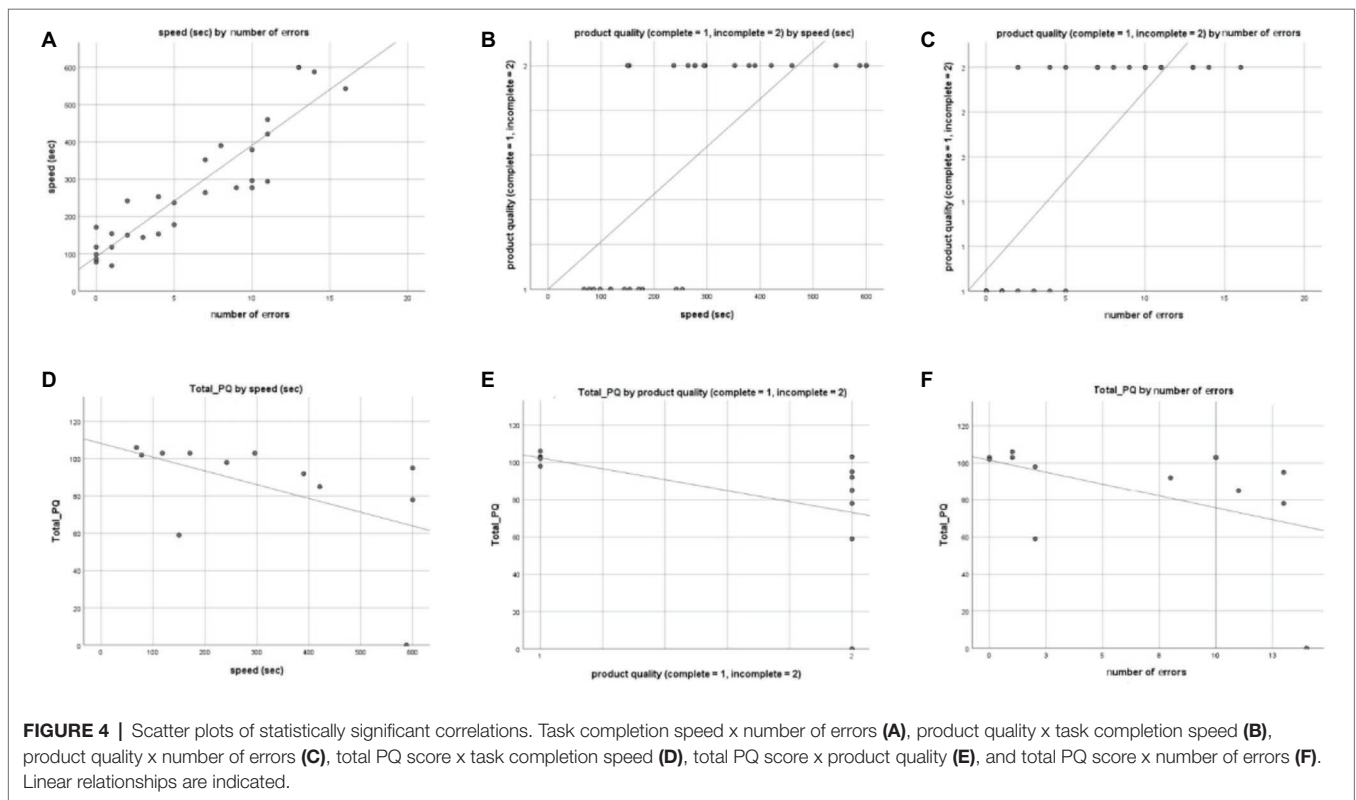 A
speed (sec) by number of errors
speed (sec)
600
500
400
300
200
100
0
0 5 10 15 20
number of errors
B
product quality (complete = 1, incomplete = 2) by speed (sec)
product quality (complete = 1, incomplete = 2)
2
1
0 100 200 300 400 500 600
speed (sec)
C
product quality (complete = 1, incomplete = 2) by number of errors
product quality (complete = 1, incomplete = 2)
2
2
2
1
1
1
0 5 10 15 20
number of errors
D
Total_PQ by speed (sec)
Total_PQ
120
100
80
60
40
20
0
0 100 200 300 400 500 600
speed (sec)
E
Total_PQ by product quality (complete = 1, incomplete = 2)
Total_PQ
120
100
80
60
40
20
0
1 2
product quality (complete = 1, incomplete = 2)
F
Total_PQ by number of errors
Total_PQ
120
100
80
60
40
20
0
0 3 5 8 10 13
number of errors
FIGURE 4 | Scatter plots of statistically significant correlations. Task completion speed x number of errors (A), product quality x task completion speed (B),
product quality x number of errors (C), total PQ score x task completion speed (D), total PQ score x product quality (E), and total PQ score x number of errors (F).
Linear relationships are indicated.